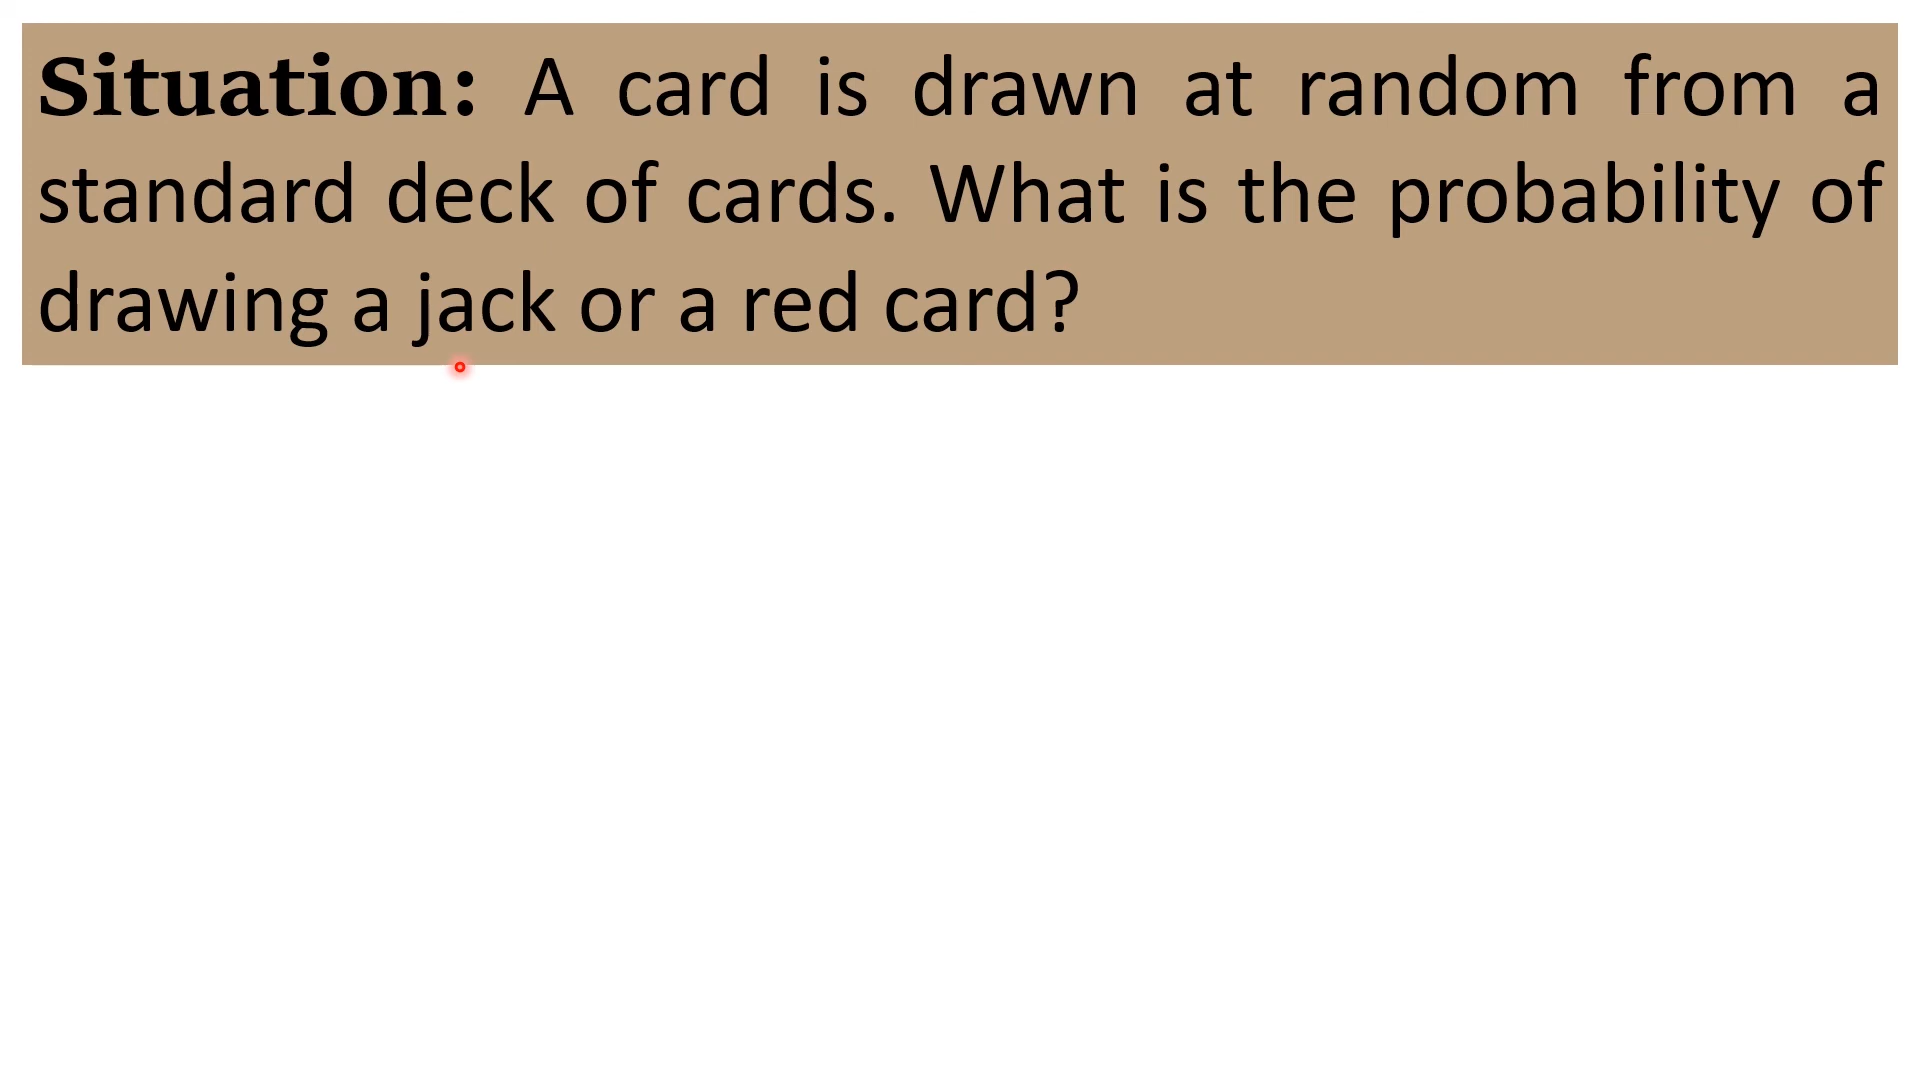 Situation: A card is drawn at random from a
standard deck of cards. What is the probability of
drawing a jack or a red card?